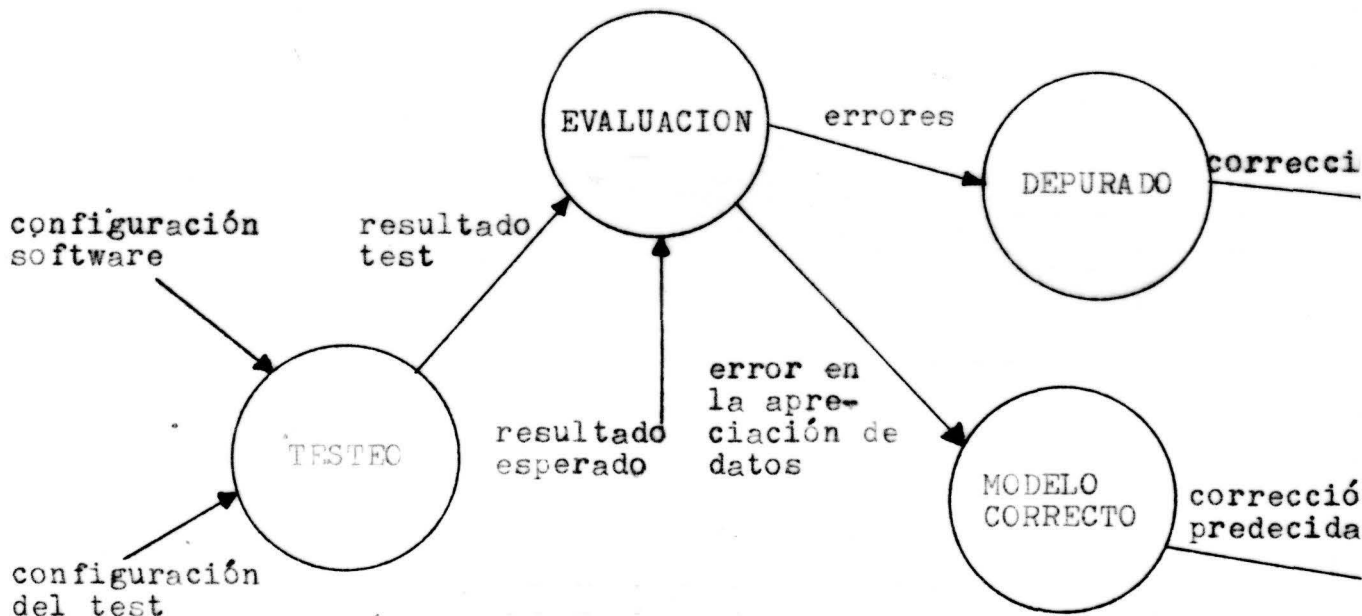 EVALUACION
errores
DEPURADO
correcci
configuración
software
resultado
test
TESTEO
resultado
esperado
error en
la apre-
ciación de
datos
MODELO
CORRECTO
correcció
predecida
configuración
del test